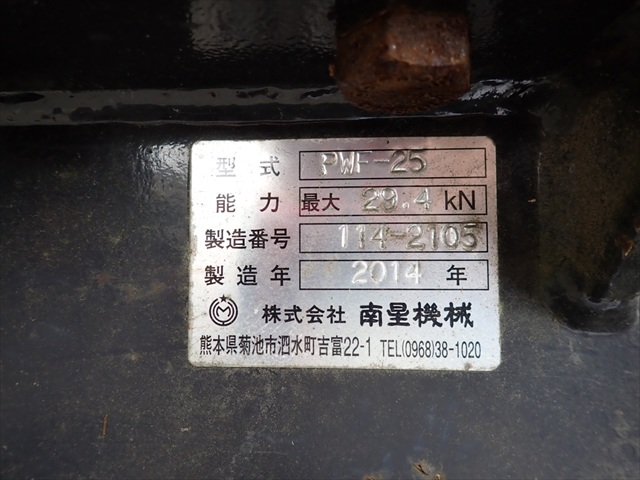 型式 PWF-25
能力 最大 29.4 kN
製造番号 114-2105
製造年 2014 年
株式会社 南星機械
熊本県菊池市泗水町吉富22-1 TEL(0968)38-1020